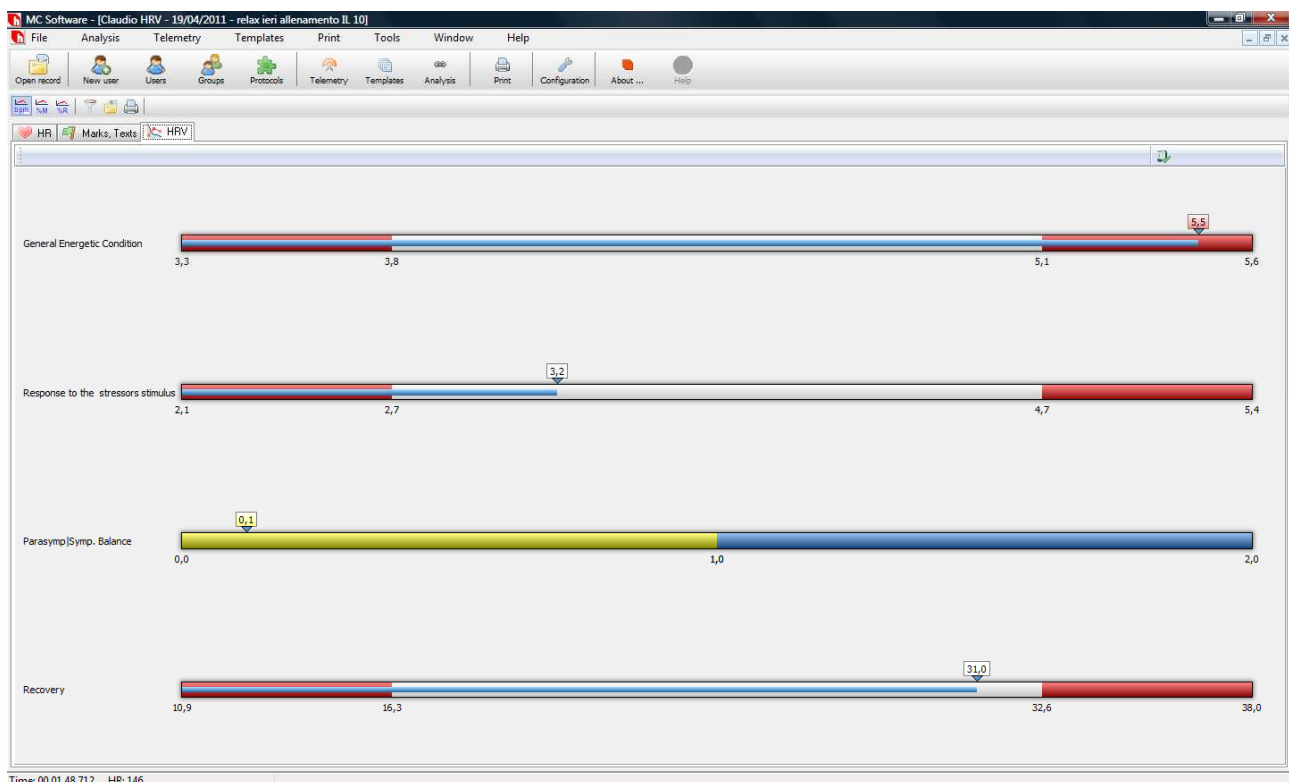 MC Software - [Claudio HRV - 19/04/2011 - relax ieri allenamento IL 10]
File Analysis Telemetry Templates Print Tools Window Help
Open record New user Users Groups Protocols Telemetry Templates Analysis Print Configuration About ... Help
bpm %M %R
HR Marks, Texts HRV
5,5
General Energetic Condition
3,3 3,8 5,1 5,6
3,2
Response to the stressors stimulus
2,1 2,7 4,7 5,4
0,1
Parasymp|Symp. Balance
0,0 1,0 2,0
31,0
Recovery
10,9 16,3 32,6 38,0
Time: 00.01.48.712 HR: 146